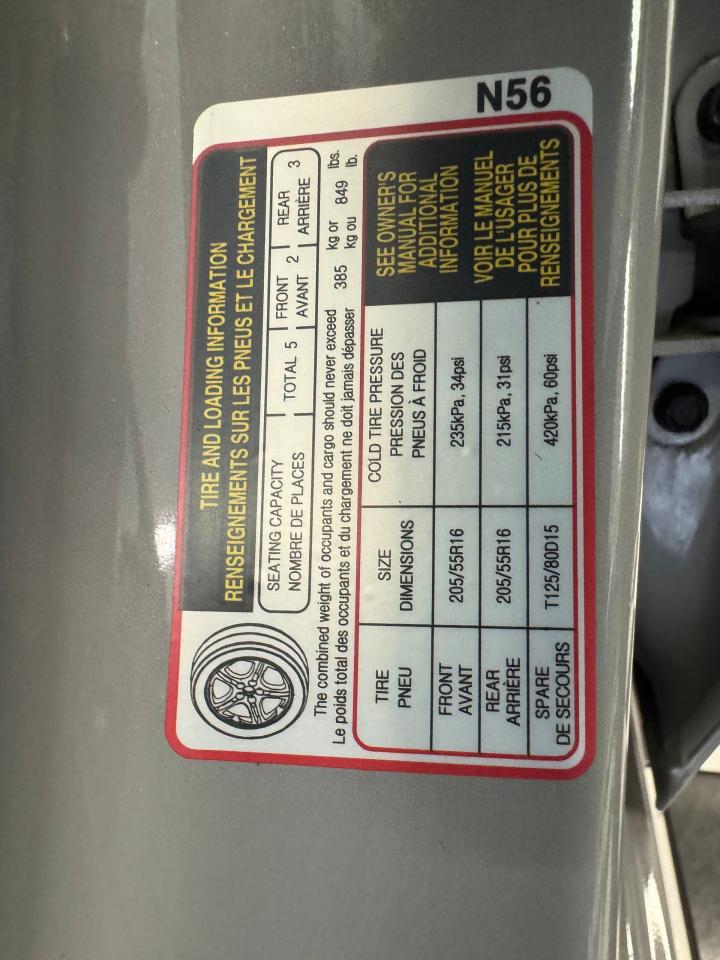 N56
TIRE AND LOADING INFORMATION
RENSEIGNEMENTS SUR LES PNEUS ET LE CHARGEMENT
SEATING CAPACITY
NOMBRE DE PLACES
TOTAL 5
FRONT 2
AVANT
REAR 3
ARRIÈRE
The combined weight of occupants and cargo should never exceed 385 kg or 849 lbs.
Le poids total des occupants et du chargement ne doit jamais dépasser kg ou lb.
TIRE
PNEU
SIZE
DIMENSIONS
COLD TIRE PRESSURE
PRESSION DES
PNEUS À FROID
SEE OWNER'S
MANUAL FOR
ADDITIONAL
INFORMATION
VOIR LE MANUEL
DE L'USAGER
POUR PLUS DE
RENSEIGNEMENTS
FRONT
AVANT
205/55R16
235kPa, 34psi
REAR
ARRIÈRE
205/55R16
215kPa, 31psi
SPARE
DE SECOURS
T125/80D15
420kPa, 60psi